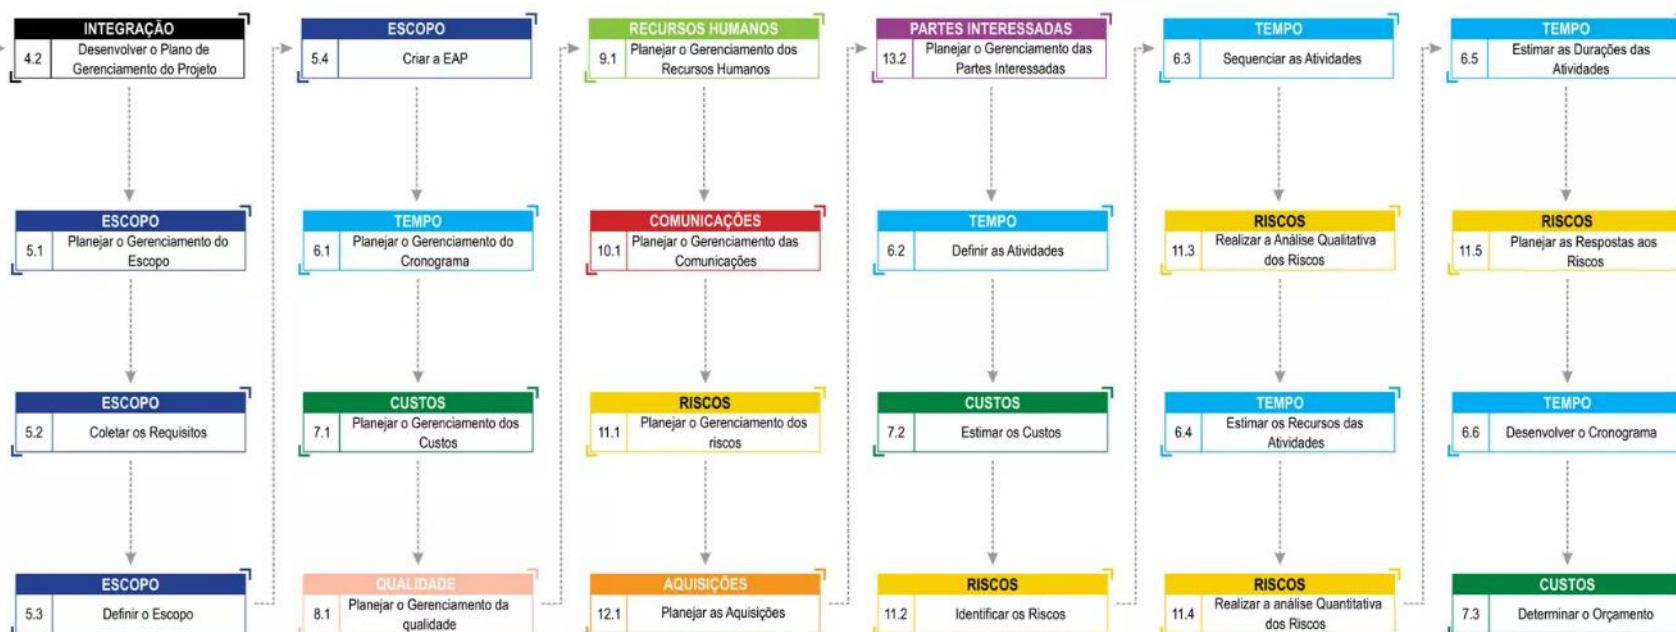 INTEGRAÇÃO
4.2
Desenvolver o Plano de
Gerenciamento do Projeto
ESCOPO
5.1
Planejar o Gerenciamento do
Escopo
ESCOPO
5.2
Coletar os Requisitos
ESCOPO
5.3
Definir o Escopo
ESCOPO
5.4
Criar a EAP
TEMPO
6.1
Planejar o Gerenciamento do
Cronograma
CUSTOS
7.1
Planejar o Gerenciamento dos
Custos
QUALIDADE
8.1
Planejar o Gerenciamento da
qualidade
RECURSOS HUMANOS
9.1
Planejar o Gerenciamento dos
Recursos Humanos
COMUNICAÇÕES
10.1
Planejar o Gerenciamento das
Comunicações
RISCOS
11.1
Planejar o Gerenciamento dos
riscos
AQUISIÇÕES
12.1
Planejar as Aquisições
PARTES INTERESSADAS
13.2
Planejar o Gerenciamento das
Partes Interessadas
TEMPO
6.2
Definir as Atividades
CUSTOS
7.2
Estimar os Custos
RISCOS
11.2
Identificar os Riscos
TEMPO
6.3
Sequenciar as Atividades
RISCOS
11.3
Realizar a Análise Qualitativa
dos Riscos
TEMPO
6.4
Estimar os Recursos das
Atividades
RISCOS
11.4
Realizar a análise Quantitativa
dos Riscos
TEMPO
6.5
Estimar as Durações das
Atividades
RISCOS
11.5
Planejar as Respostas aos
Riscos
TEMPO
6.6
Desenvolver o Cronograma
CUSTOS
7.3
Determinar o Orçamento